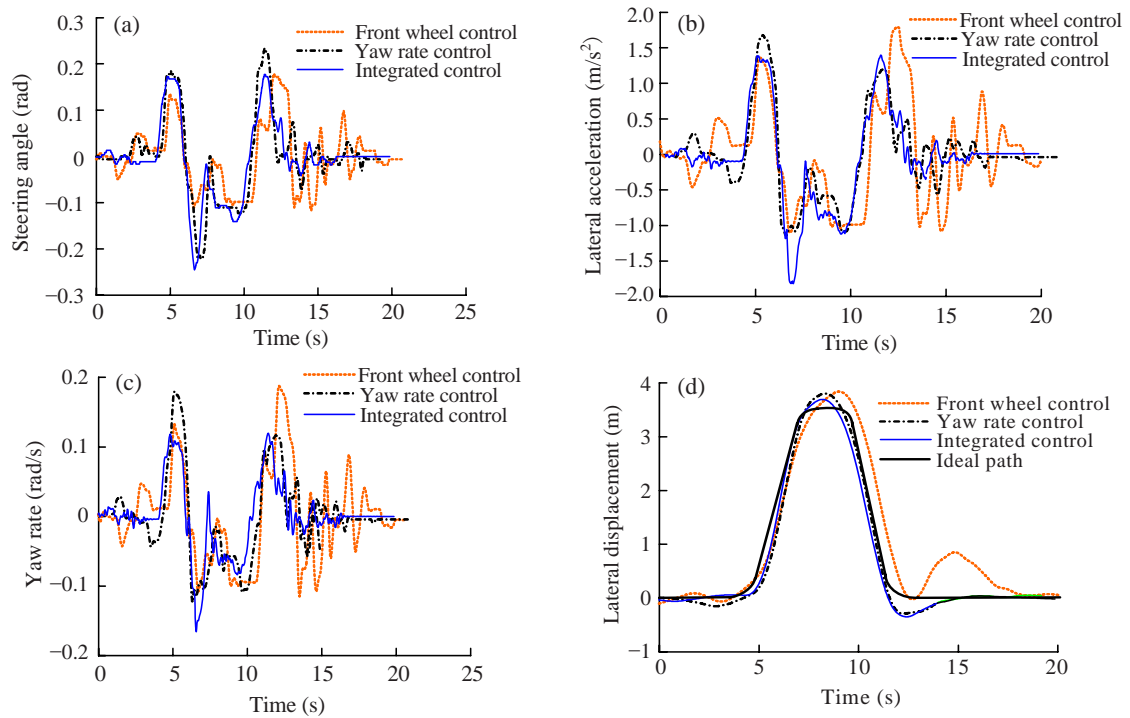 (a)
Front wheel control
Yaw rate control
Integrated control
Steering angle (rad)
0.3
0.2
0.1
0
−0.1
−0.2
−0.3
0 5 10 15 20 25
Time (s)
(b)
Front wheel control
Yaw rate control
Integrated control
Lateral acceleration (m/s²)
2.0
1.5
1.0
0.5
0
−0.5
−1.0
−1.5
−2.0
0 5 10 15 20
Time (s)
(c)
Front wheel control
Yaw rate control
Integrated control
Yaw rate (rad/s)
0.2
0.1
0
−0.1
−0.2
0 5 10 15 20 25
Time (s)
(d)
Front wheel control
Yaw rate control
Integrated control
Ideal path
Lateral displacement (m)
4
3
2
1
0
−1
0 5 10 15 20
Time (s)